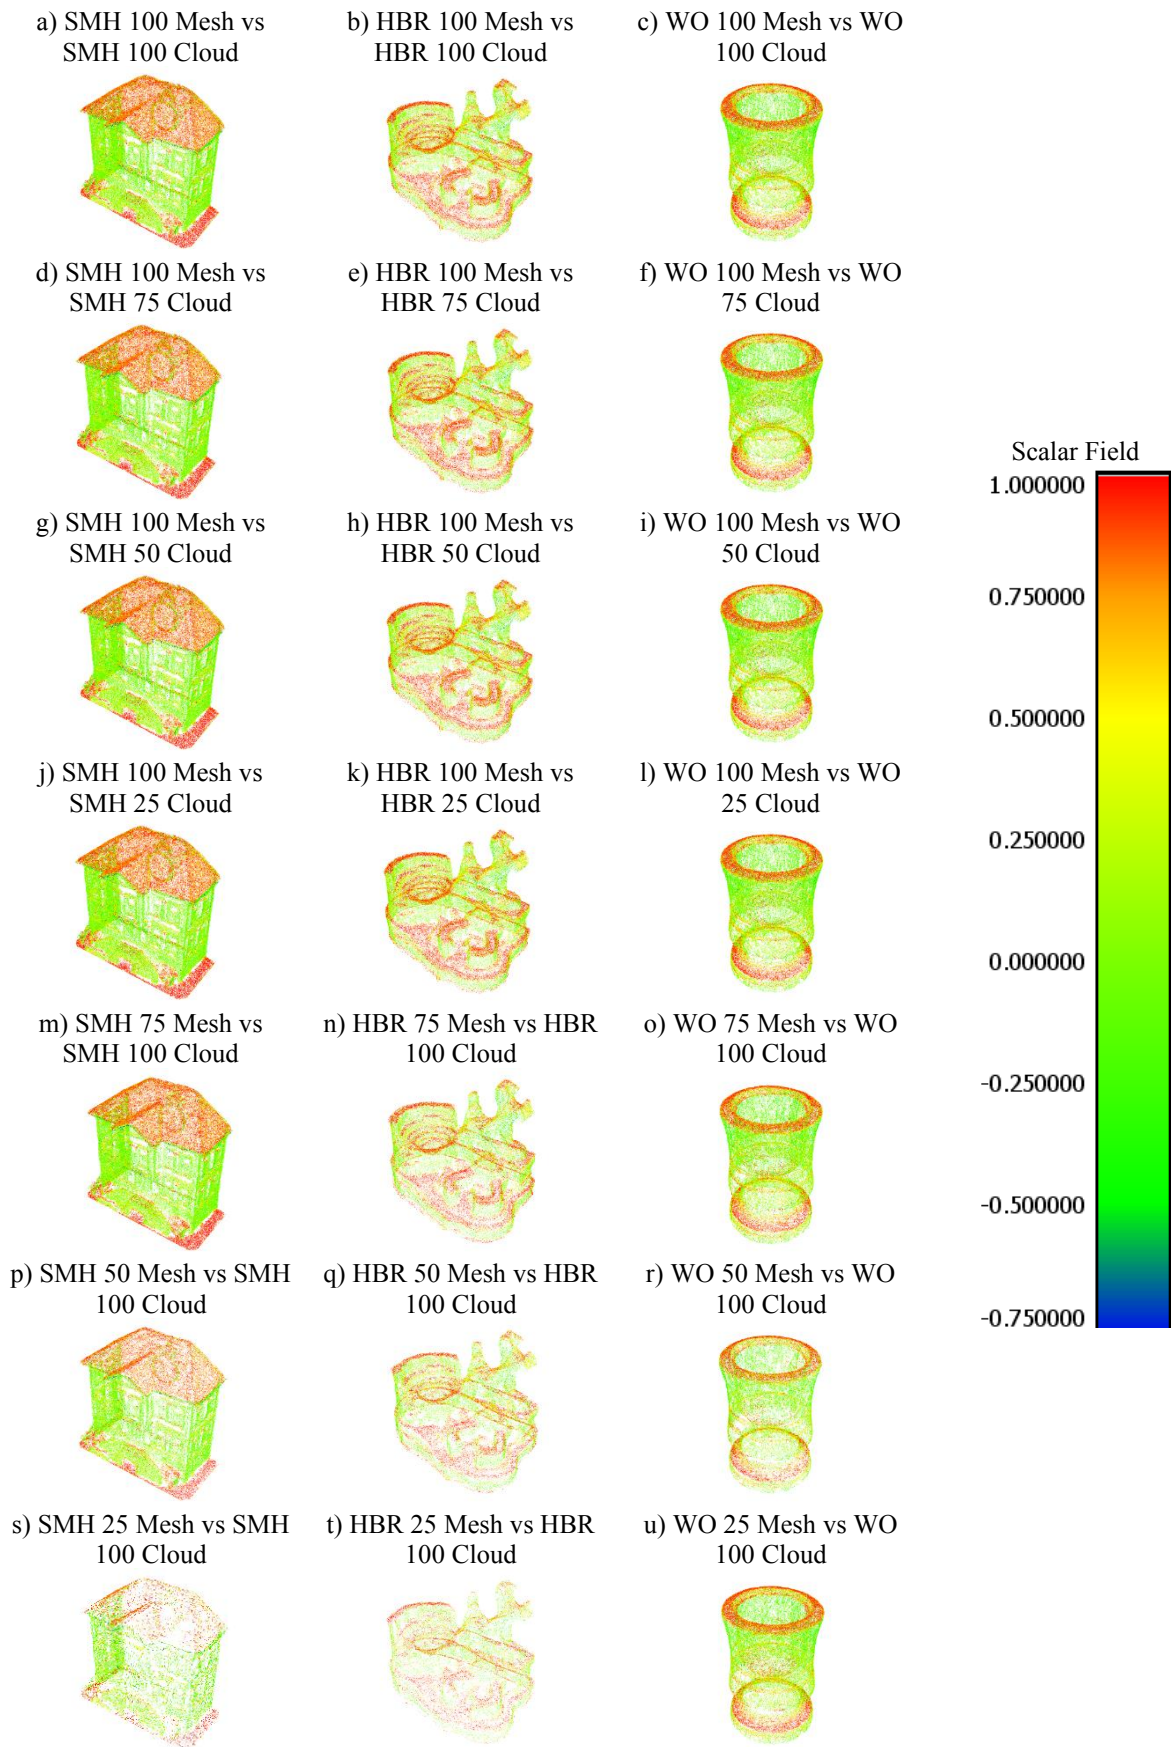 a) SMH 100 Mesh vs
SMH 100 Cloud
b) HBR 100 Mesh vs
HBR 100 Cloud
c) WO 100 Mesh vs WO
100 Cloud
d) SMH 100 Mesh vs
SMH 75 Cloud
e) HBR 100 Mesh vs
HBR 75 Cloud
f) WO 100 Mesh vs WO
75 Cloud
g) SMH 100 Mesh vs
SMH 50 Cloud
h) HBR 100 Mesh vs
HBR 50 Cloud
i) WO 100 Mesh vs WO
50 Cloud
j) SMH 100 Mesh vs
SMH 25 Cloud
k) HBR 100 Mesh vs
HBR 25 Cloud
l) WO 100 Mesh vs WO
25 Cloud
m) SMH 75 Mesh vs
SMH 100 Cloud
n) HBR 75 Mesh vs HBR
100 Cloud
o) WO 75 Mesh vs WO
100 Cloud
p) SMH 50 Mesh vs SMH
100 Cloud
q) HBR 50 Mesh vs HBR
100 Cloud
r) WO 50 Mesh vs WO
100 Cloud
s) SMH 25 Mesh vs SMH
100 Cloud
t) HBR 25 Mesh vs HBR
100 Cloud
u) WO 25 Mesh vs WO
100 Cloud
Scalar Field
1.000000
0.750000
0.500000
0.250000
0.000000
-0.250000
-0.500000
-0.750000